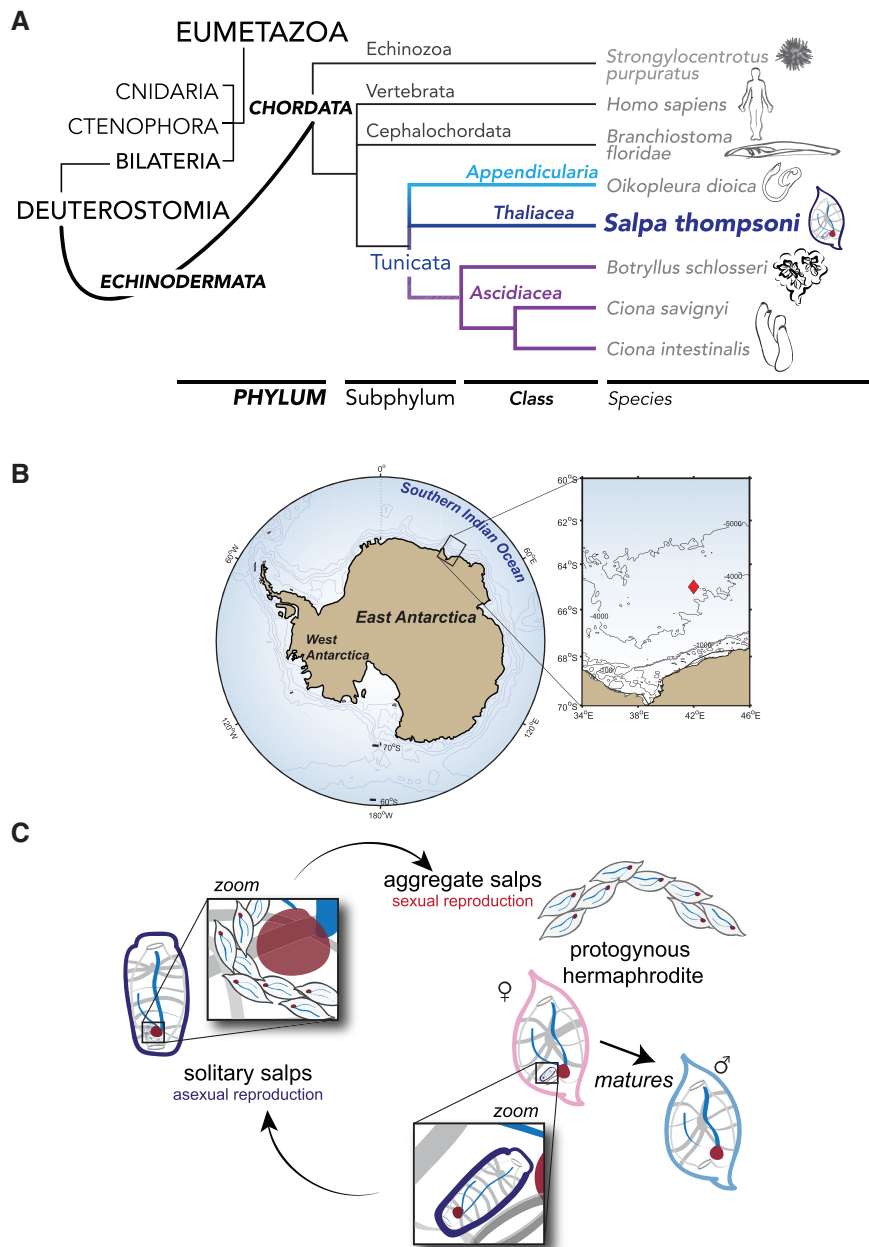 A
EUMETAZOA
CNIDARIA
CTENOPHORA
BILATERIA
DEUTEROSTOMIA
ECHINODERMATA
CHORDATA
Echinozoa
Vertebrata
Cephalochordata
Appendicularia
Thaliacea
Tunicata
Ascidiacea
Strongylocentrotus
purpuratus
Homo sapiens
Branchiostoma
floridae
Oikopleura dioica
Salpa thompsoni
Botryllus schlosseri
Ciona savignyi
Ciona intestinalis
PHYLUM Subphylum Class Species
B
0°
Southern Indian Ocean
60°W
60°E
East Antarctica
West
Antarctica
120°W
120°E
70°S
60°S
180°W
60°S
62°S
64°S
66°S
68°S
70°S
34°E 38°E 42°E 46°E
-5000
-4000
-4000
-1000
-100
C
zoom
aggregate salps
sexual reproduction
protogynous
hermaphrodite
♀
matures
♂
solitary salps
asexual reproduction
zoom